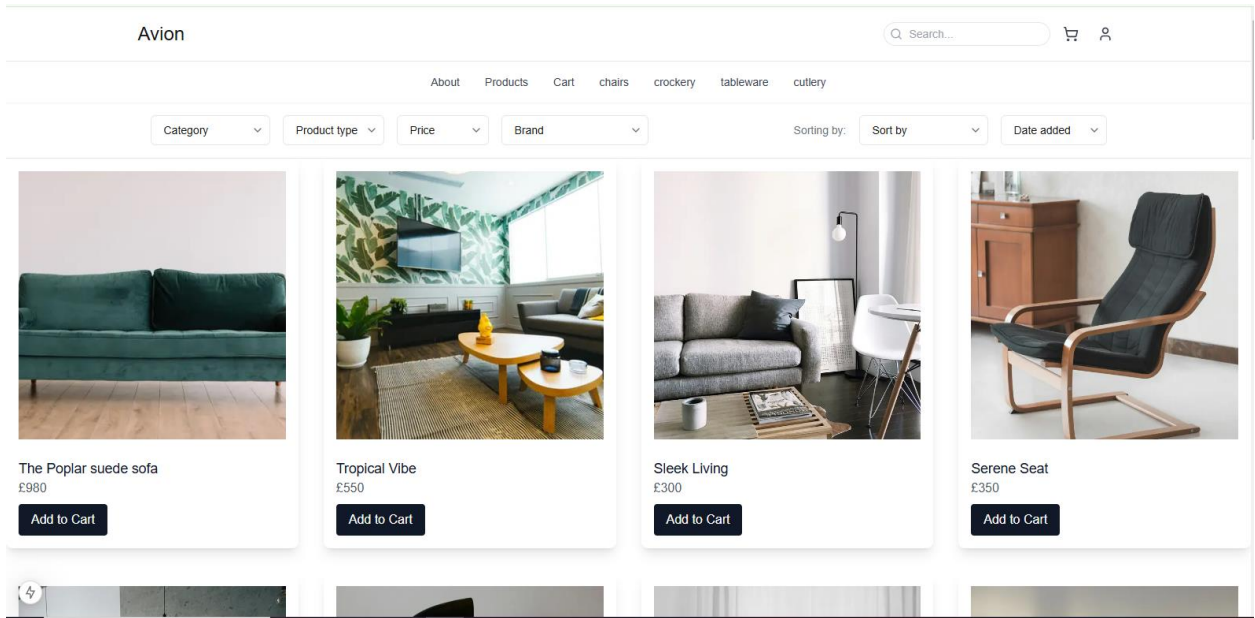 Avion
Search...
About Products Cart chairs crockery tableware cutlery
Category Product type Price Brand Sorting by: Sort by Date added
The Poplar suede sofa
£980
Add to Cart
Tropical Vibe
£550
Add to Cart
Sleek Living
£300
Add to Cart
Serene Seat
£350
Add to Cart